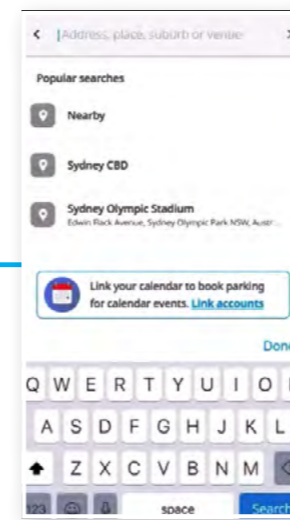 Address, place, suburb or venue
Popular searches
Nearby
Sydney CBD
Sydney Olympic Stadium
Edwin Flack Avenue, Sydney Olympic Park NSW, Austr...
Link your calendar to book parking
for calendar events. Link accounts
Done
Q W E R T Y U I O
A S D F G H J K L
Z X C V B N M
123 space Search